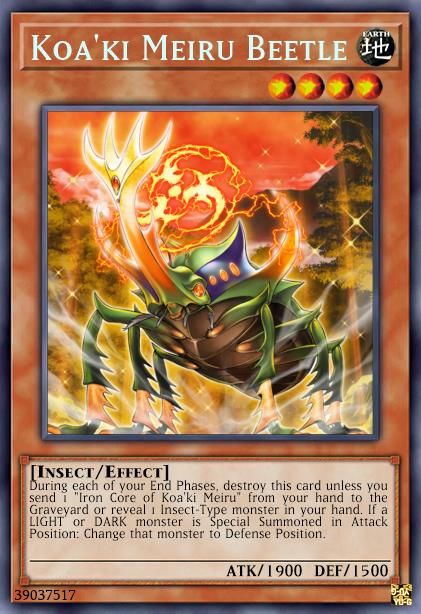 KOA'KI MEIRU BEETLE
EARTH
地
[INSECT/EFFECT]
During each of your End Phases, destroy this card unless you
send 1 "Iron Core of Koa'ki Meiru" from your hand to the
Graveyard or reveal 1 Insect-Type monster in your hand. If a
LIGHT or DARK monster is Special Summoned in Attack
Position: Change that monster to Defense Position.
ATK/1900 DEF/1500
39037517